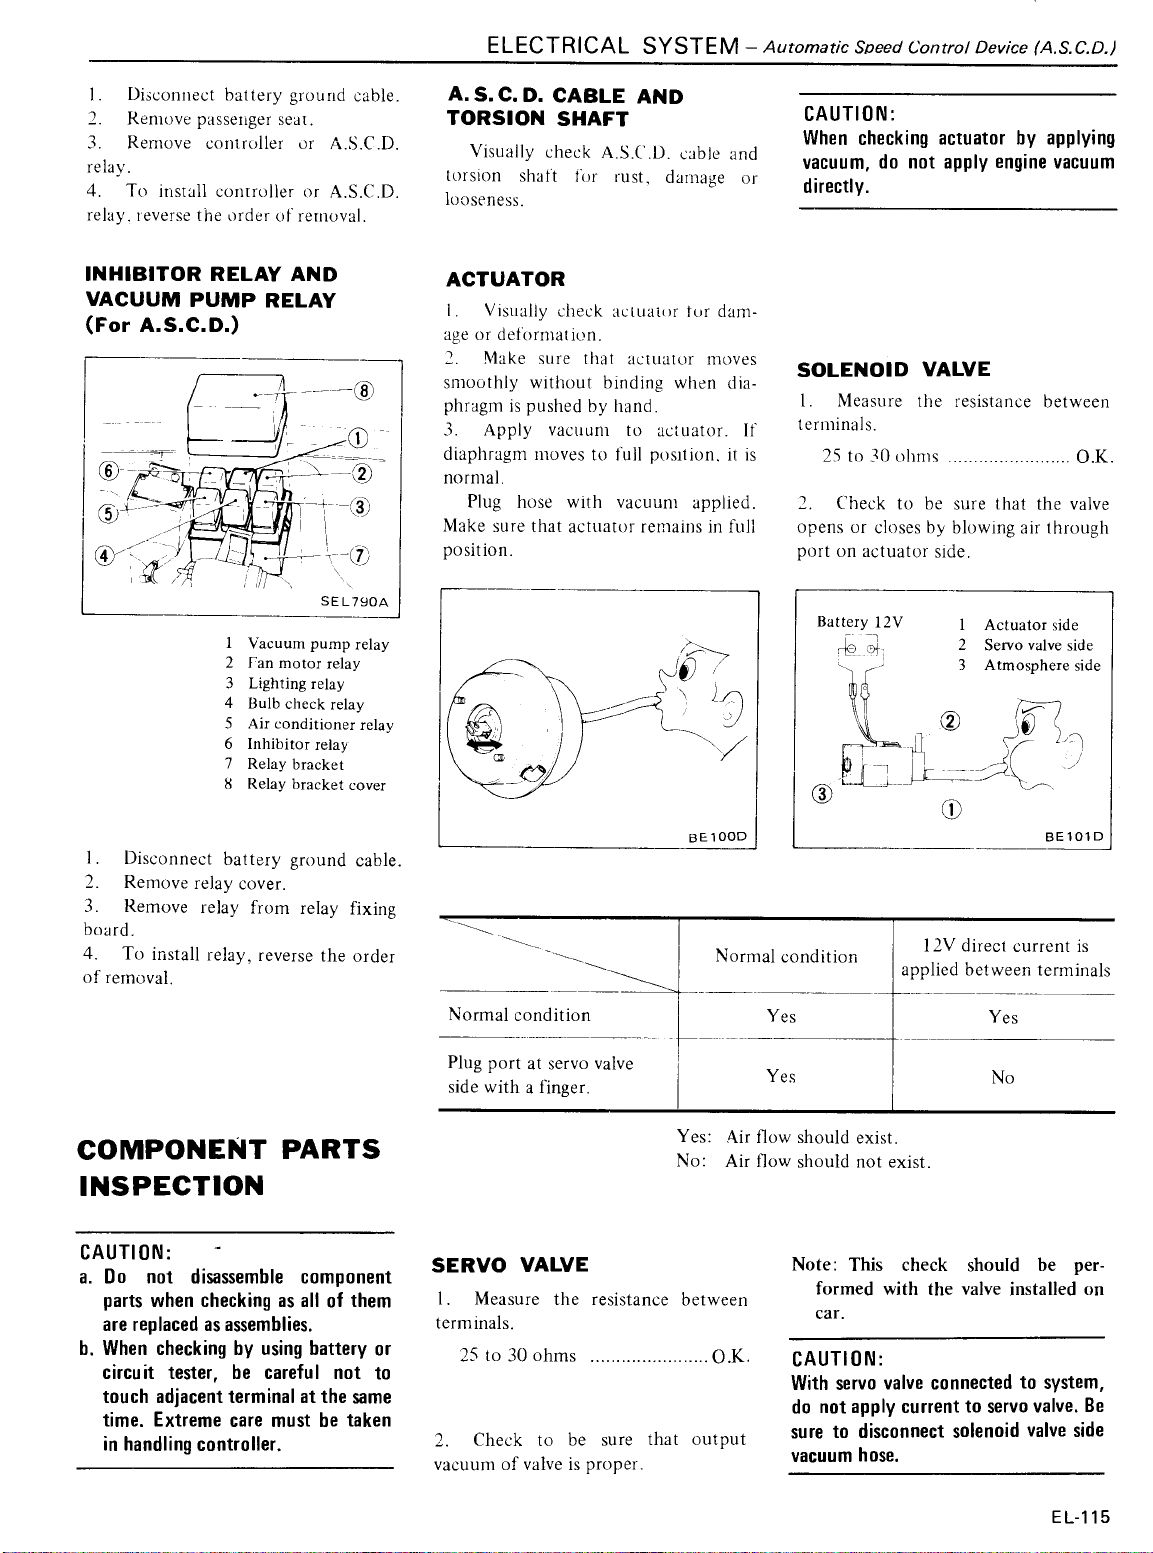 ELECTRICAL SYSTEM – Automatic Speed Control Device (A.S.C.D.)
1. Disconnect battery ground cable.
2. Remove passenger seat.
3. Remove controller or A.S.C.D.
relay.
4. To install controller or A.S.C.D.
relay, reverse the order of removal.
INHIBITOR RELAY AND
VACUUM PUMP RELAY
(For A.S.C.D.)
8
1
6
2
5
3
4
7
SEL790A
1 Vacuum pump relay
2 Fan motor relay
3 Lighting relay
4 Bulb check relay
5 Air conditioner relay
6 Inhibitor relay
7 Relay bracket
8 Relay bracket cover
1. Disconnect battery ground cable.
2. Remove relay cover.
3. Remove relay from relay fixing
board.
4. To install relay, reverse the order
of removal.
COMPONENT PARTS
INSPECTION
CAUTION:
a. Do not disassemble component
parts when checking as all of them
are replaced as assemblies.
b. When checking by using battery or
circuit tester, be careful not to
touch adjacent terminal at the same
time. Extreme care must be taken
in handling controller.
A.S.C.D. CABLE AND
TORSION SHAFT
Visually check A.S.C.D. cable and
torsion shaft for rust, damage or
looseness.
ACTUATOR
1. Visually check actuator for dam-
age or deformation.
2. Make sure that actuator moves
smoothly without binding when dia-
phragm is pushed by hand.
3. Apply vacuum to actuator. If
diaphragm moves to full position, it is
normal.
Plug hose with vacuum applied.
Make sure that actuator remains in full
position.
BE100D
CAUTION:
When checking actuator by applying
vacuum, do not apply engine vacuum
directly.
SOLENOID VALVE
1. Measure the resistance between
terminals.
25 to 30 ohms ........................ O.K.
2. Check to be sure that the valve
opens or closes by blowing air through
port on actuator side.
Battery 12V
1 Actuator side
2 Servo valve side
3 Atmosphere side
2
3
1
BE101D
Normal condition
12V direct current is
applied between terminals
Normal condition Yes Yes
Plug port at servo valve
side with a finger.
Yes No
Yes: Air flow should exist.
No: Air flow should not exist.
SERVO VALVE
1. Measure the resistance between
terminals.
25 to 30 ohms ....................... O.K.
2. Check to be sure that output
vacuum of valve is proper.
Note: This check should be per-
formed with the valve installed on
car.
CAUTION:
With servo valve connected to system,
do not apply current to servo valve. Be
sure to disconnect solenoid valve side
vacuum hose.
EL-115